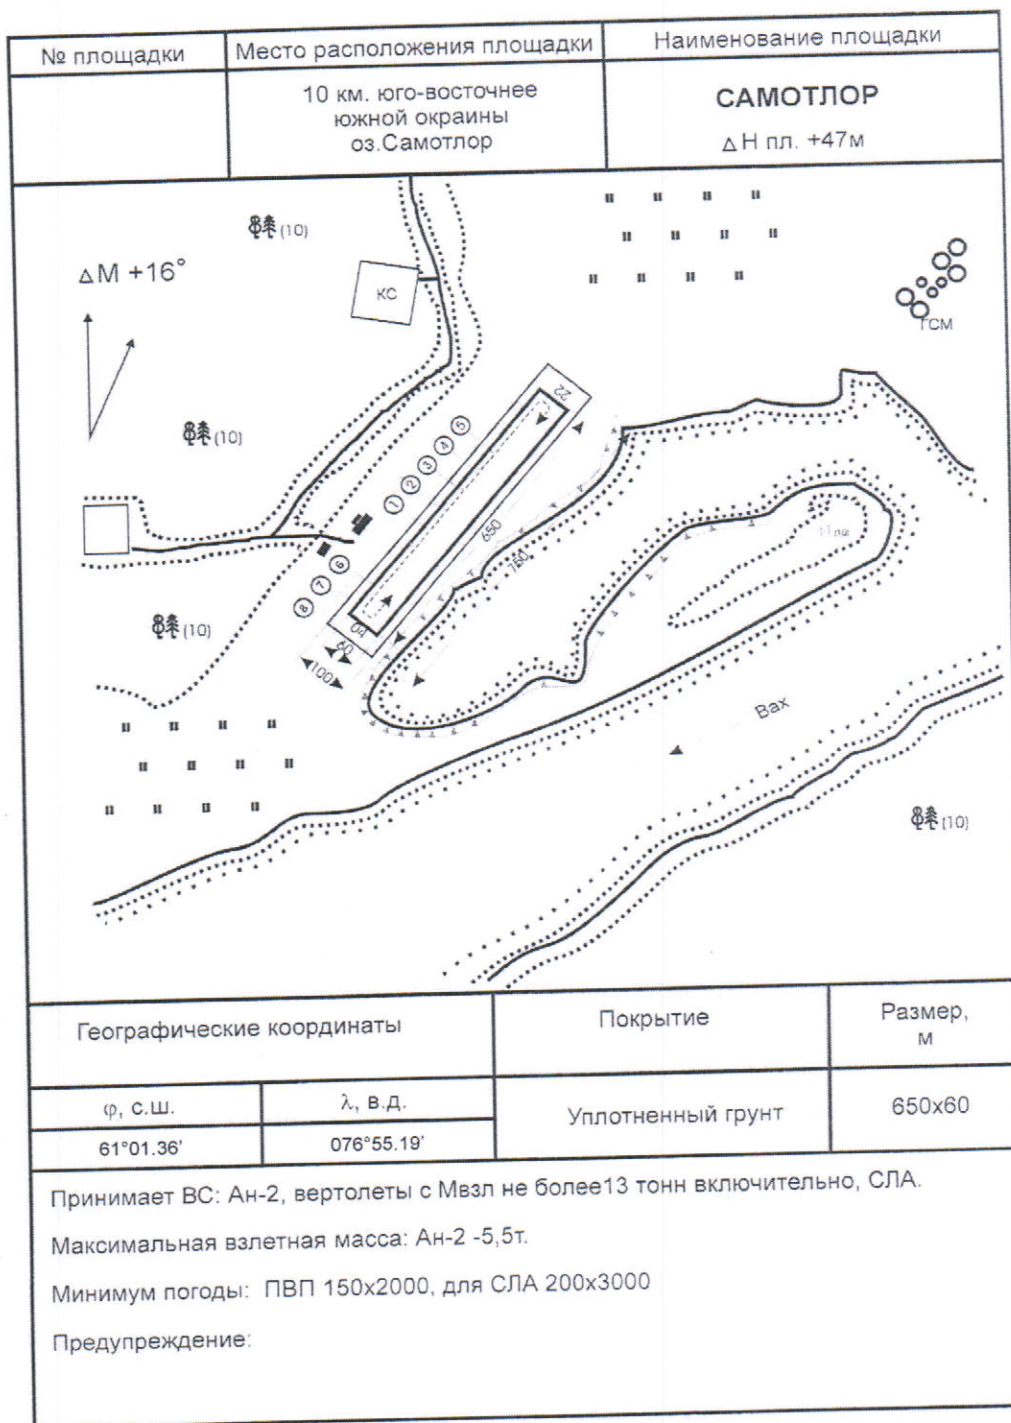 № площадки
Место расположения площадки
Наименование площадки
10 км. юго-восточнее
южной окраины
оз.Самотлор
САМОТЛОР
Δ Н пл. +47м
(10)
ΔМ +16°
КС
ГСМ
22
(10)
5
4
3
2
1
650
750
6
7
8
04
60
100
(10)
Вах
(10)
Географические координаты
Покрытие
Размер,
м
φ, с.ш.
λ, в.д.
Уплотненный грунт
650х60
61°01.36'
076°55.19'
Принимает ВС: Ан-2, вертолеты с Мвзл не более13 тонн включительно, СЛА.
Максимальная взлетная масса: Ан-2 -5,5т.
Минимум погоды: ПВП 150х2000, для СЛА 200х3000
Предупреждение: